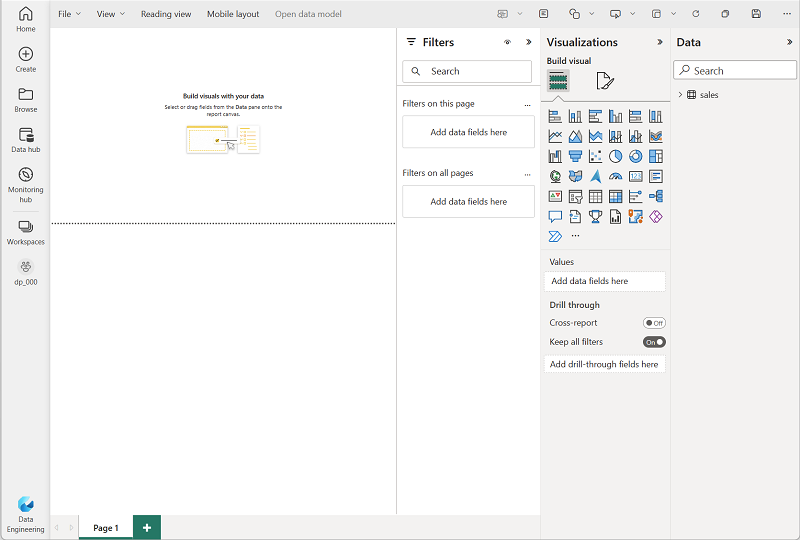 File
View
Reading view
Mobile layout
Open data model
Home
Create
Browse
Data hub
Monitoring
hub
Workspaces
dp_000
Data
Engineering
Build visuals with your data
Select or drag fields from the Data pane onto the
report canvas.
Page 1
Filters
Search
Filters on this page
Add data fields here
Filters on all pages
Add data fields here
Visualizations
Build visual
123
Values
Add data fields here
Drill through
Cross-report
Off
Keep all filters
On
Add drill-through fields here
Data
Search
sales